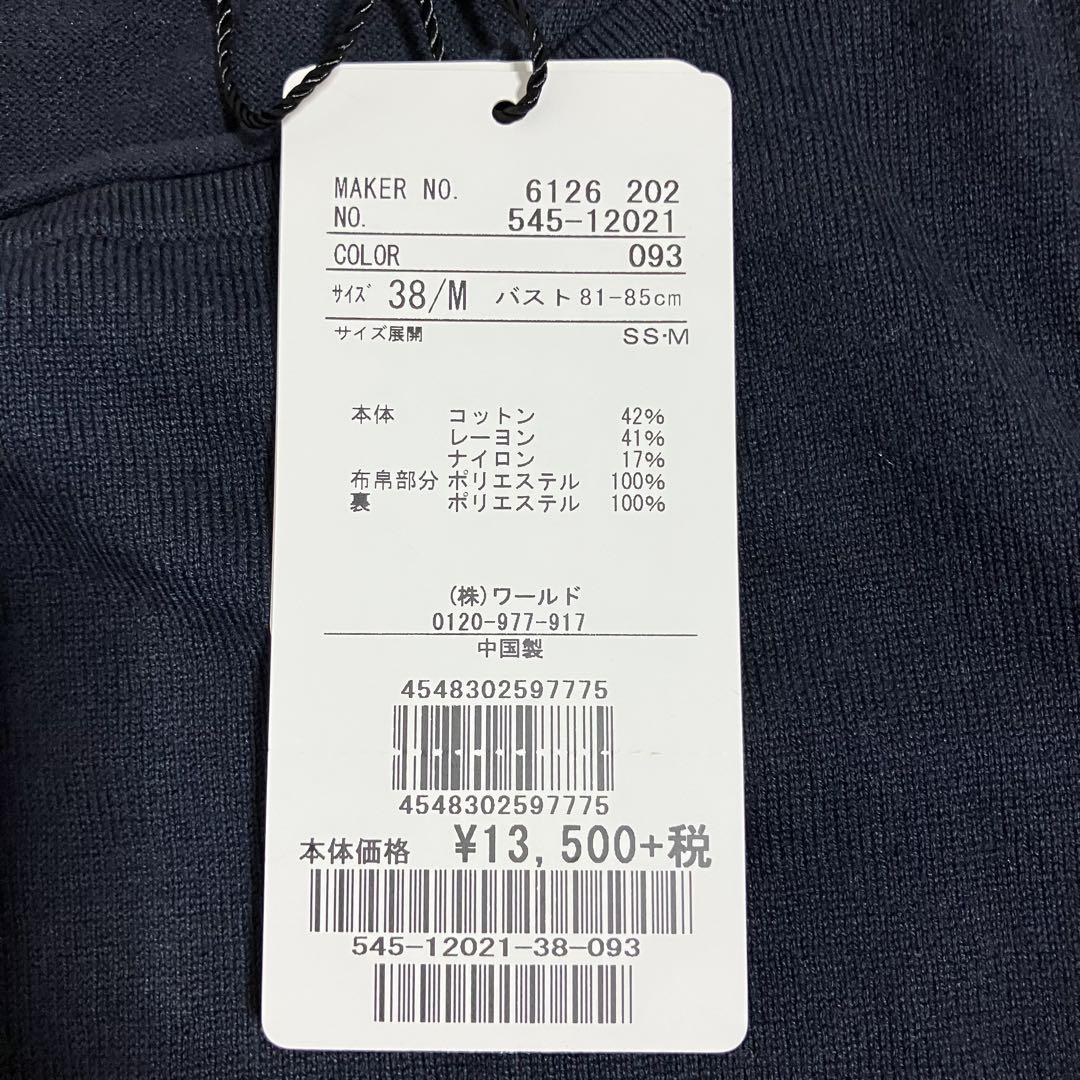 MAKER NO. 6126 202
NO. 545-12021
COLOR 093
サイズ 38/M バスト81-85cm
サイズ展開 SS・M
本体 コットン 42%
レーヨン 41%
ナイロン 17%
布帛部分 ポリエステル 100%
裏 ポリエステル 100%
(株)ワールド
0120-977-917
中国製
4548302597775
4548302597775
本体価格 ¥13,500+税
545-12021-38-093